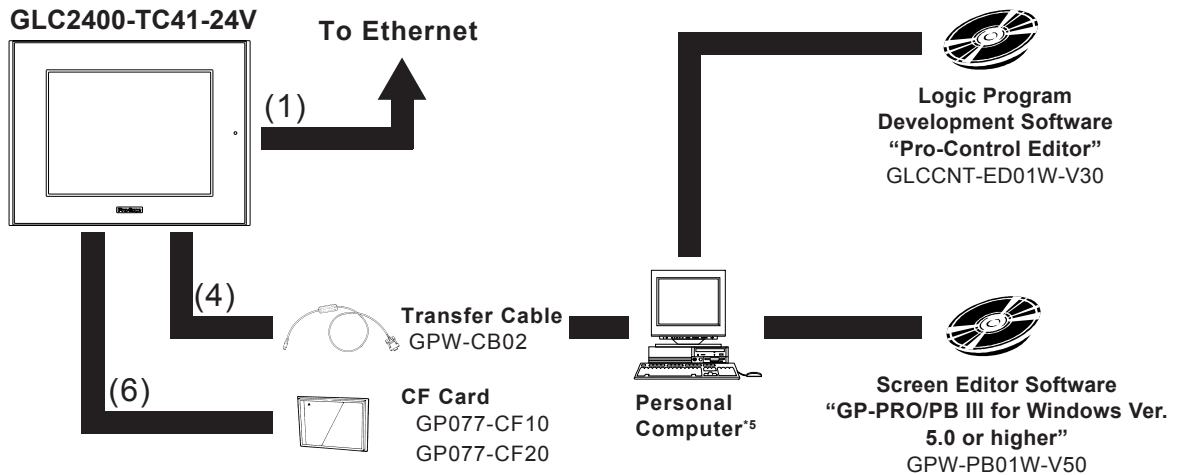 GLC2400-TC41-24V
To Ethernet
(1)
Logic Program
Development Software
“Pro-Control Editor”
GLCCNT-ED01W-V30
(4)
Transfer Cable
GPW-CB02
(6)
CF Card
GP077-CF10
GP077-CF20
Personal
Computer*5
Screen Editor Software
“GP-PRO/PB III for Windows Ver.
5.0 or higher”
GPW-PB01W-V50